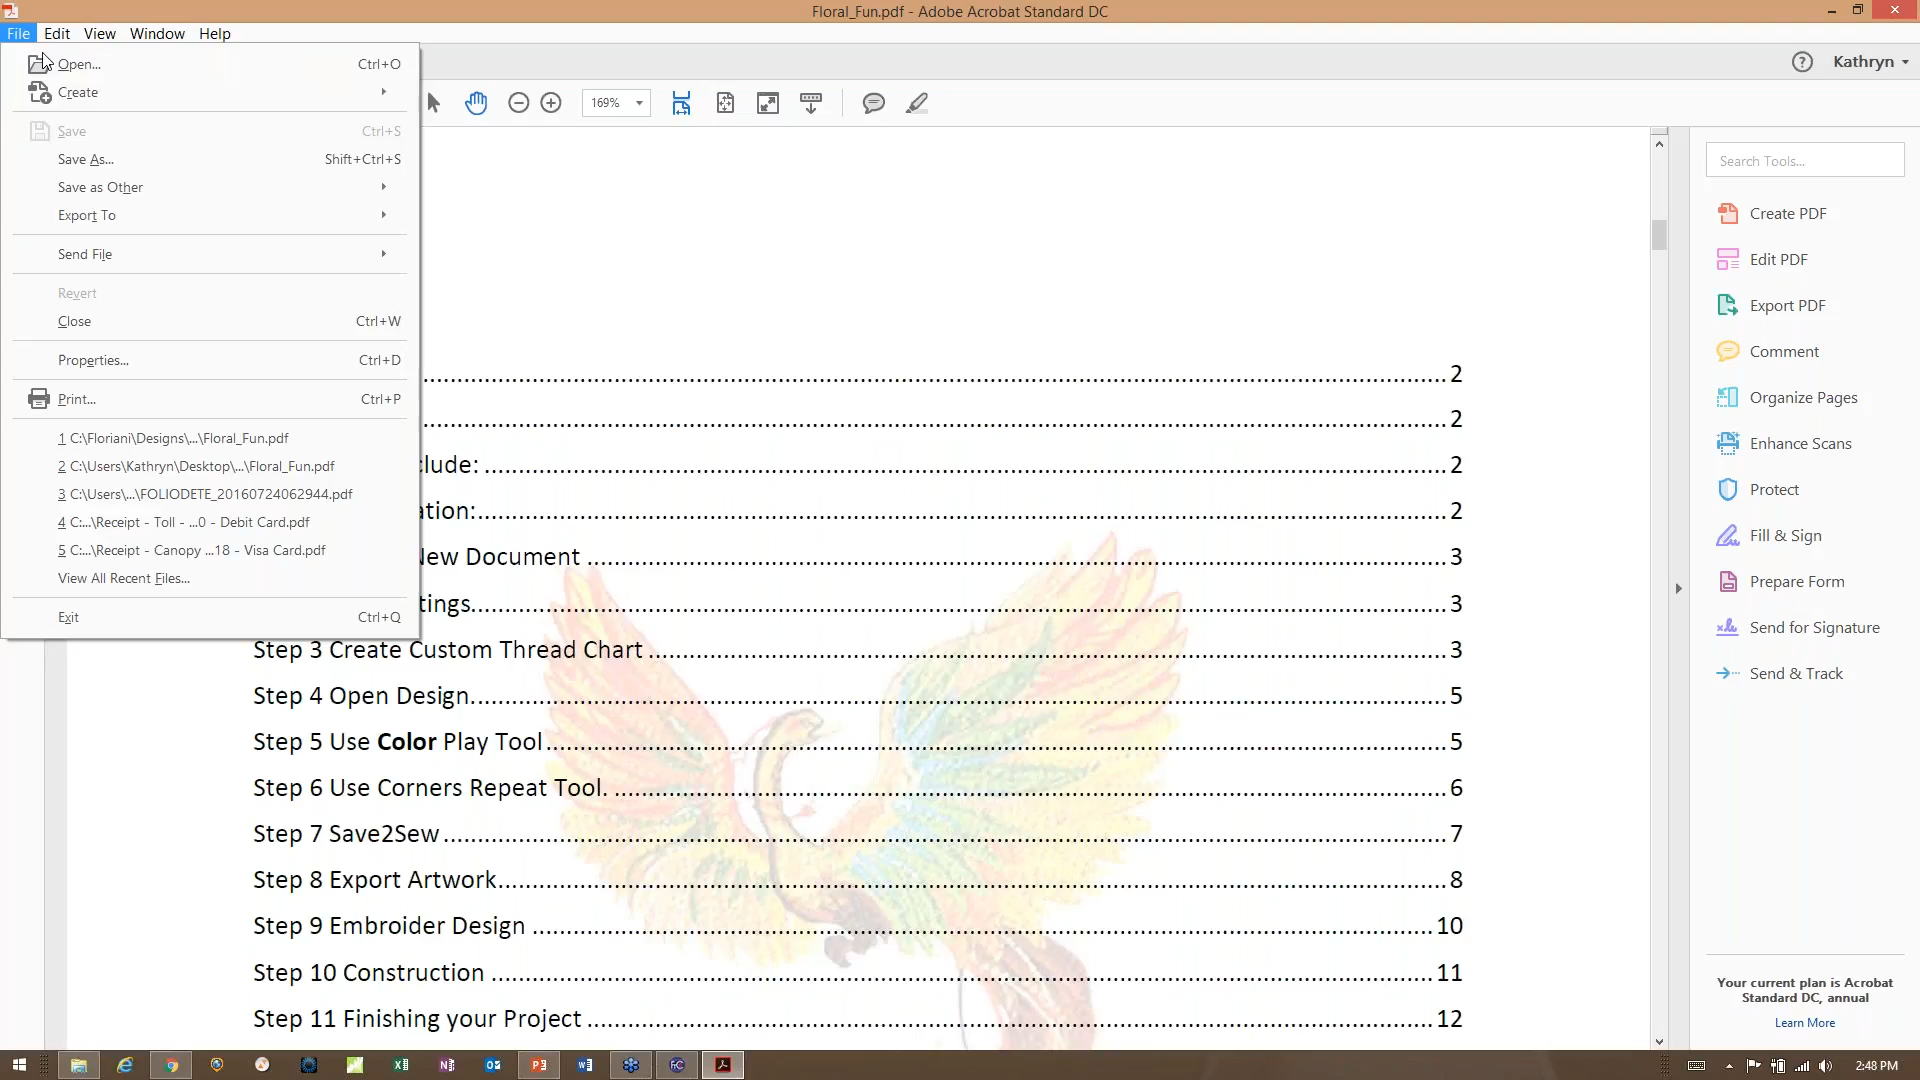 Floral_Fun.pdf - Adobe Acrobat Standard DC
File Edit View Window Help
Open... Ctrl+O
Create
Save Ctrl+S
Save As... Shift+Ctrl+S
Save as Other
Export To
Send File
Revert
Close Ctrl+W
Properties... Ctrl+D
Print... Ctrl+P
1 C:\Floriani\Designs\...\Floral_Fun.pdf
2 C:\Users\Kathryn\Desktop\...\Floral_Fun.pdf
3 C:\Users\...\FOLIODETE_20160724062944.pdf
4 C:...\Receipt - Toll - ...0 - Debit Card.pdf
5 C:...\Receipt - Canopy ...18 - Visa Card.pdf
View All Recent Files...
Exit Ctrl+Q
Kathryn
169%
2
2
clude: 2
ation: 2
New Document 3
tings 3
Step 3 Create Custom Thread Chart 3
Step 4 Open Design 5
Step 5 Use Color Play Tool 5
Step 6 Use Corners Repeat Tool. 6
Step 7 Save2Sew 7
Step 8 Export Artwork 8
Step 9 Embroider Design 10
Step 10 Construction 11
Step 11 Finishing your Project 12
Search Tools...
Create PDF
Edit PDF
Export PDF
Comment
Organize Pages
Enhance Scans
Protect
Fill & Sign
Prepare Form
Send for Signature
Send & Track
Your current plan is Acrobat
Standard DC, annual
Learn More
2:48 PM